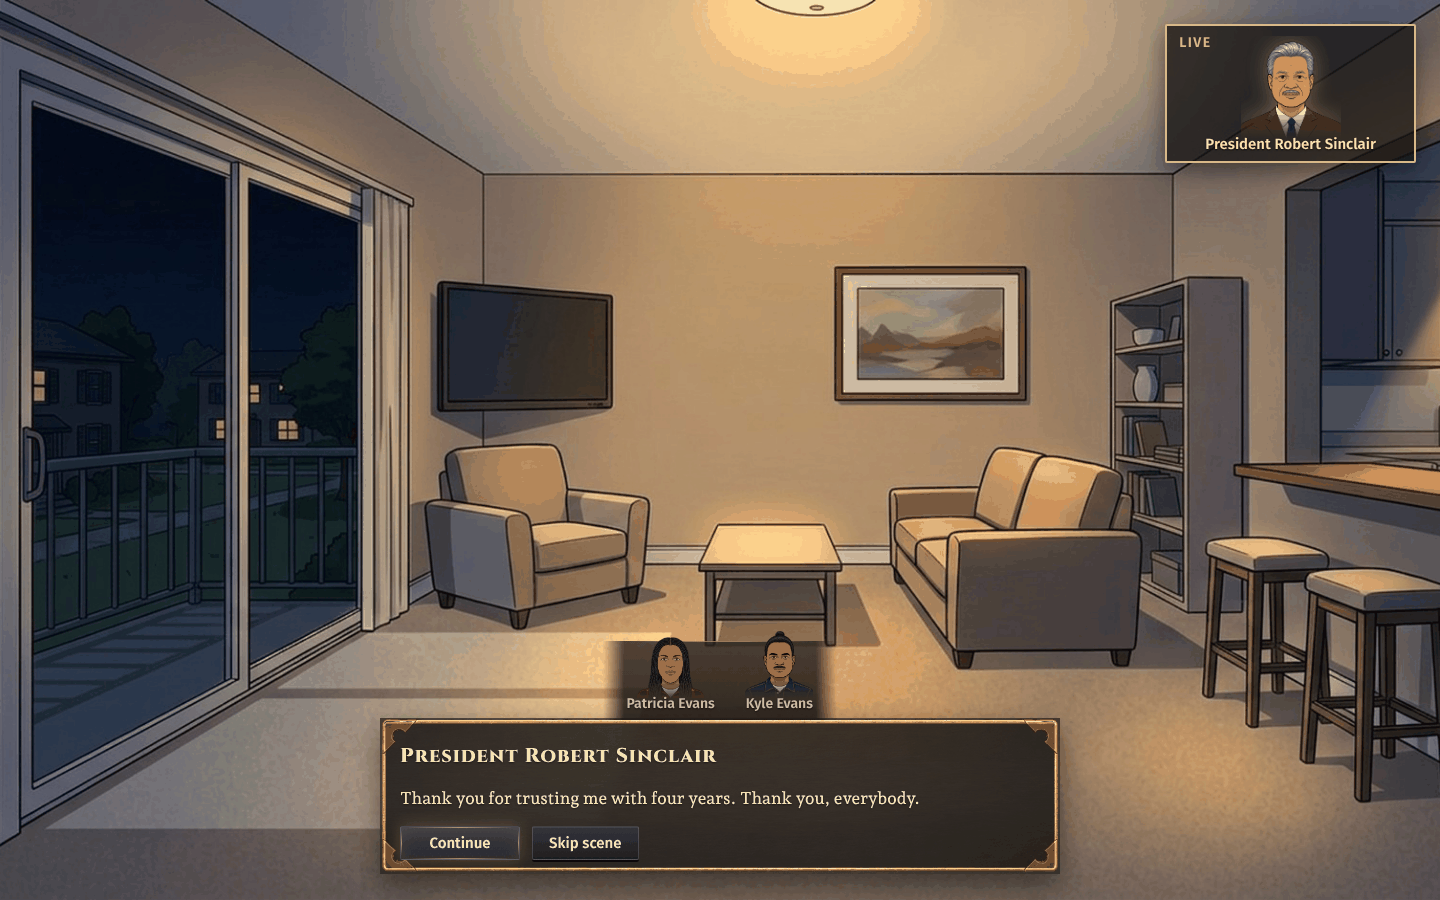 LIVE
President Robert Sinclair
Patricia Evans
Kyle Evans
President Robert Sinclair
Thank you for trusting me with four years. Thank you, everybody.
Continue
Skip scene